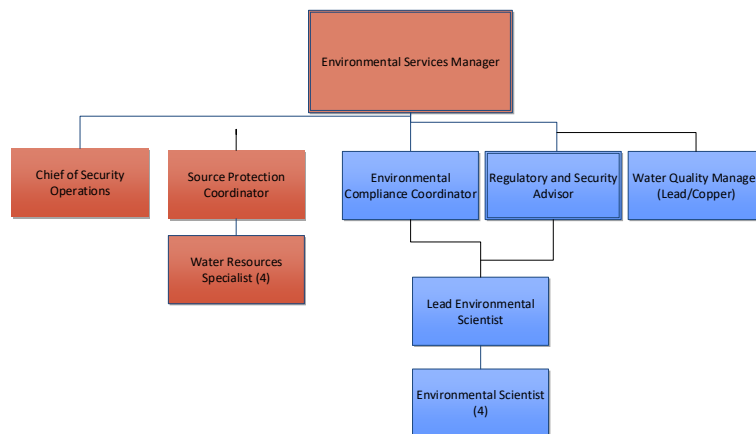 Environmental Services Manager
Chief of Security
Operations
Source Protection
Coordinator
Environmental
Compliance Coordinator
Regulatory and Security
Advisor
Water Quality Manage
(Lead/Copper)
Water Resources
Specialist (4)
Lead Environmental
Scientist
Environmental Scientist
(4)